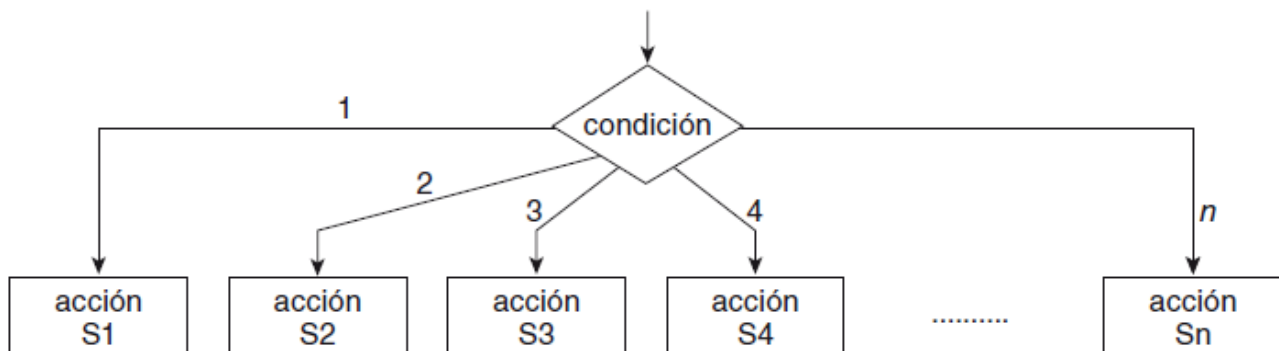 condición
1
2
3
4
n
acción
S1
acción
S2
acción
S3
acción
S4
..........
acción
Sn